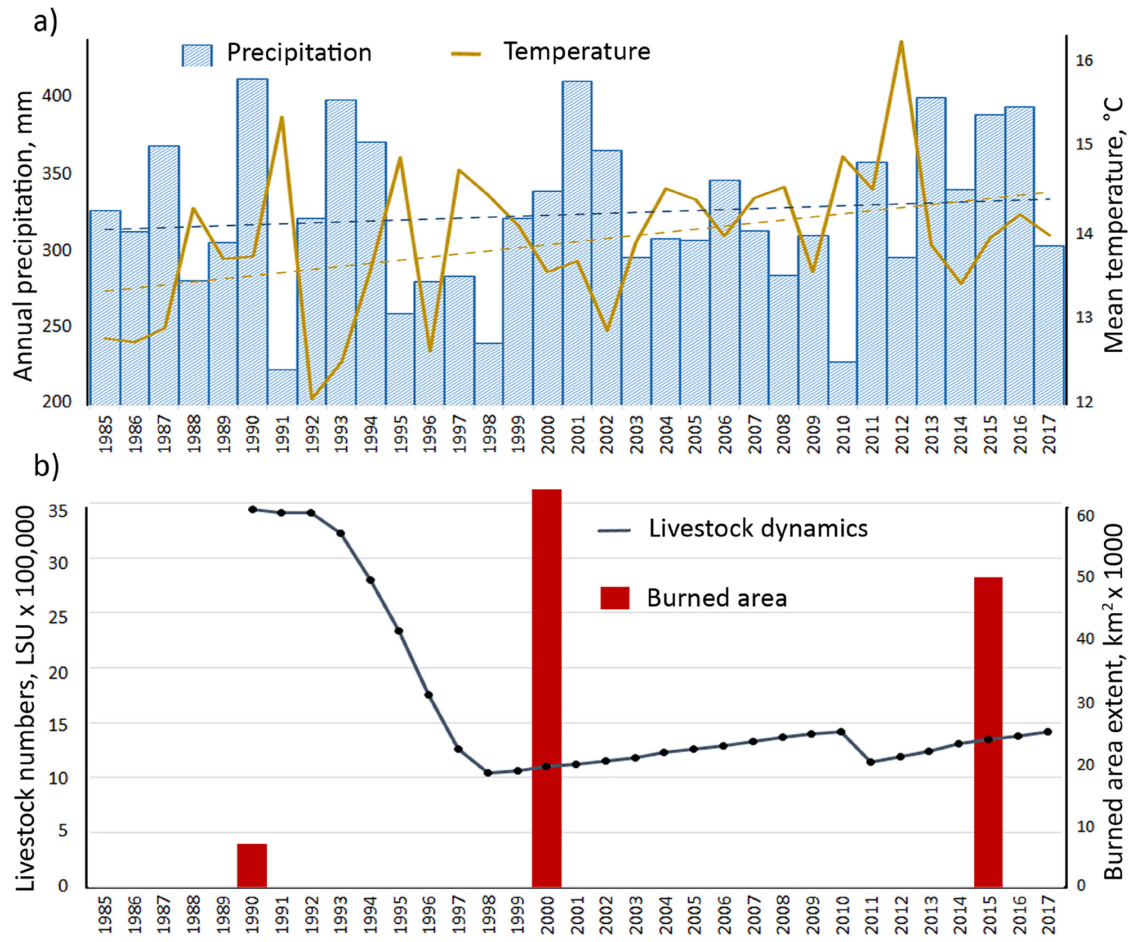 a)
Precipitation
Temperature
Annual precipitation, mm
400
350
300
250
200
Mean temperature, °C
16
15
14
13
12
1985 1986 1987 1988 1989 1990 1991 1992 1993 1994 1995 1996 1997 1998 1999 2000 2001 2002 2003 2004 2005 2006 2007 2008 2009 2010 2011 2012 2013 2014 2015 2016 2017
b)
Livestock dynamics
Burned area
Livestock numbers, LSU x 100,000
35
30
25
20
15
10
5
0
Burned area extent, km² x 1000
60
50
40
30
20
10
0
1985 1986 1987 1988 1989 1990 1991 1992 1993 1994 1995 1996 1997 1998 1999 2000 2001 2002 2003 2004 2005 2006 2007 2008 2009 2010 2011 2012 2013 2014 2015 2016 2017